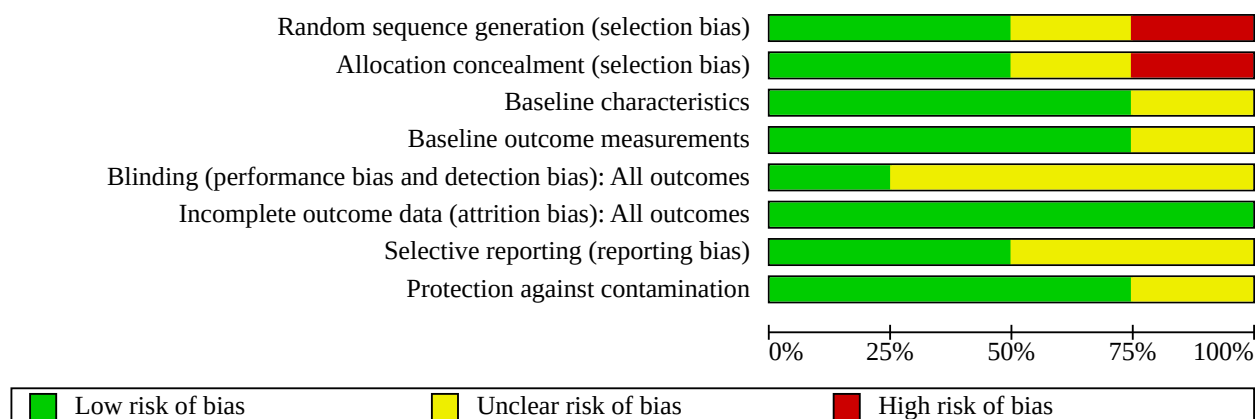 Random sequence generation (selection bias)
Allocation concealment (selection bias)
Baseline characteristics
Baseline outcome measurements
Blinding (performance bias and detection bias): All outcomes
Incomplete outcome data (attrition bias): All outcomes
Selective reporting (reporting bias)
Protection against contamination
0% 25% 50% 75% 100%
Low risk of bias Unclear risk of bias High risk of bias